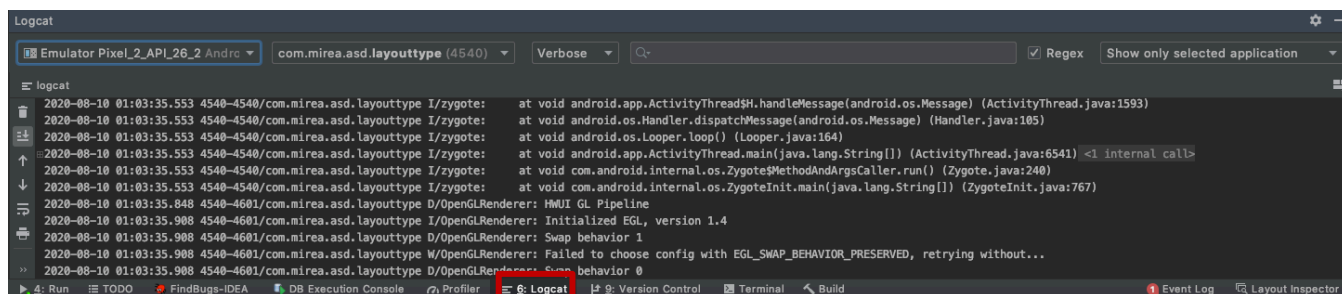 Logcat
Emulator Pixel_2_API_26_2 Andrc com.mirea.asd.layouttype (4540) Verbose Regex Show only selected application
logcat
2020-08-10 01:03:35.553 4540-4540/com.mirea.asd.layouttype I/zygote:     at void android.app.ActivityThread$H.handleMessage(android.os.Message) (ActivityThread.java:1593)
2020-08-10 01:03:35.553 4540-4540/com.mirea.asd.layouttype I/zygote:     at void android.os.Handler.dispatchMessage(android.os.Message) (Handler.java:105)
2020-08-10 01:03:35.553 4540-4540/com.mirea.asd.layouttype I/zygote:     at void android.os.Looper.loop() (Looper.java:164)
2020-08-10 01:03:35.553 4540-4540/com.mirea.asd.layouttype I/zygote:     at void android.app.ActivityThread.main(java.lang.String[]) (ActivityThread.java:6541) <1 internal call>
2020-08-10 01:03:35.553 4540-4540/com.mirea.asd.layouttype I/zygote:     at void com.android.internal.os.Zygote$MethodAndArgsCaller.run() (Zygote.java:240)
2020-08-10 01:03:35.553 4540-4540/com.mirea.asd.layouttype I/zygote:     at void com.android.internal.os.ZygoteInit.main(java.lang.String[]) (ZygoteInit.java:767)
2020-08-10 01:03:35.848 4540-4601/com.mirea.asd.layouttype D/OpenGLRenderer: HWUI GL Pipeline
2020-08-10 01:03:35.908 4540-4601/com.mirea.asd.layouttype I/OpenGLRenderer: Initialized EGL, version 1.4
2020-08-10 01:03:35.908 4540-4601/com.mirea.asd.layouttype D/OpenGLRenderer: Swap behavior 1
2020-08-10 01:03:35.908 4540-4601/com.mirea.asd.layouttype W/OpenGLRenderer: Failed to choose config with EGL_SWAP_BEHAVIOR_PRESERVED, retrying without...
2020-08-10 01:03:35.908 4540-4601/com.mirea.asd.layouttype D/OpenGLRenderer: Swap behavior 0
4: Run TODO FindBugs-IDEA DB Execution Console Profiler 6: Logcat 9: Version Control Terminal Build 1 Event Log Layout Inspector